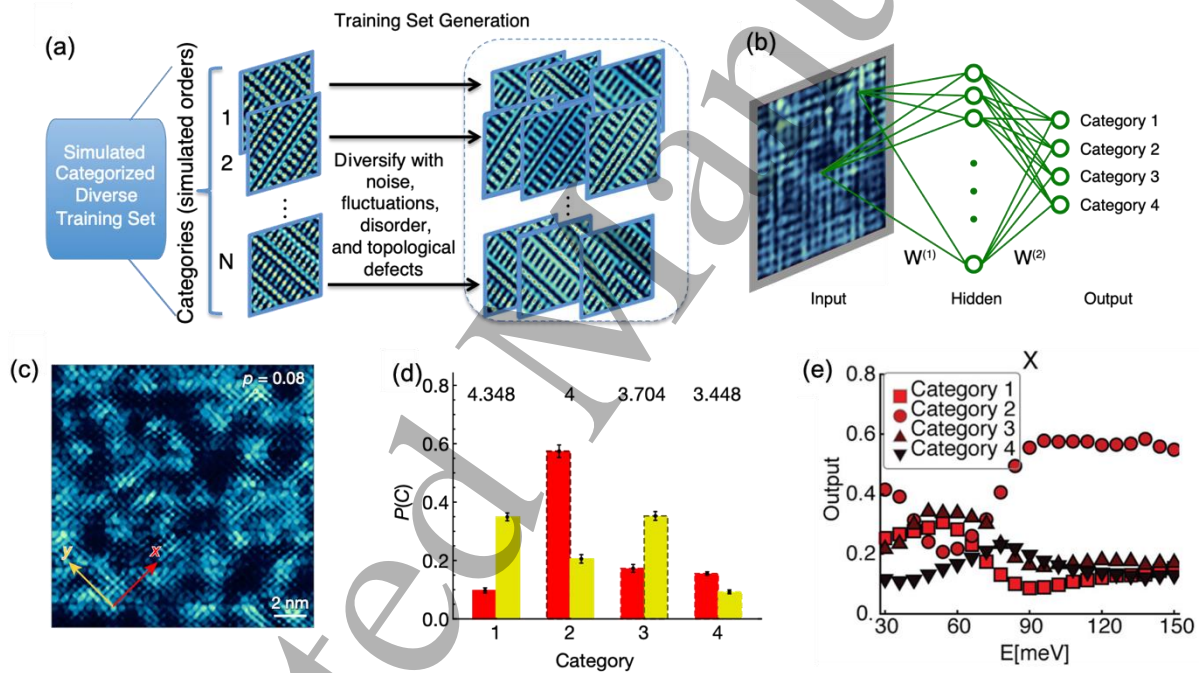 Training Set Generation
(a)
Simulated
Categorized
Diverse
Training Set
Categories (simulated orders)
1
2
⋮
N
Diversify with
noise,
fluctuations,
disorder,
and topological
defects
⋮
(b)
Category 1
Category 2
Category 3
Category 4
W(1)
W(2)
Input
Hidden
Output
(c)
p = 0.08
y
x
2 nm
(d)
0.8
0.6
0.4
0.2
0.0
P(C)
4.348
4
3.704
3.448
1
2
3
4
Category
(e)
X
0.8
0.6
0.4
0.2
0.
Output
Category 1
Category 2
Category 3
Category 4
30
60
90
120
150
E[meV]
ted Manu